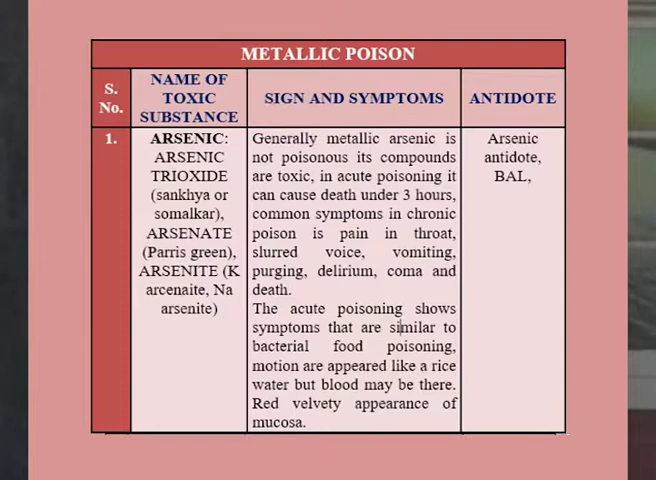 METALLIC POISON
S.
No.
NAME OF
TOXIC
SUBSTANCE
SIGN AND SYMPTOMS
ANTIDOTE
1.
ARSENIC:
ARSENIC
TRIOXIDE
(sankhya or
somalkar),
ARSENATE
(Parris green),
ARSENITE (K
arcenaite, Na
arsenite)
Generally metallic arsenic is
not poisonous its compounds
are toxic, in acute poisoning it
can cause death under 3 hours,
common symptoms in chronic
poison is pain in throat,
slurred voice, vomiting,
purging, delirium, coma and
death.
The acute poisoning shows
symptoms that are similar to
bacterial food poisoning,
motion are appeared like a rice
water but blood may be there.
Red velvety appearance of
mucosa.
Arsenic
antidote,
BAL,